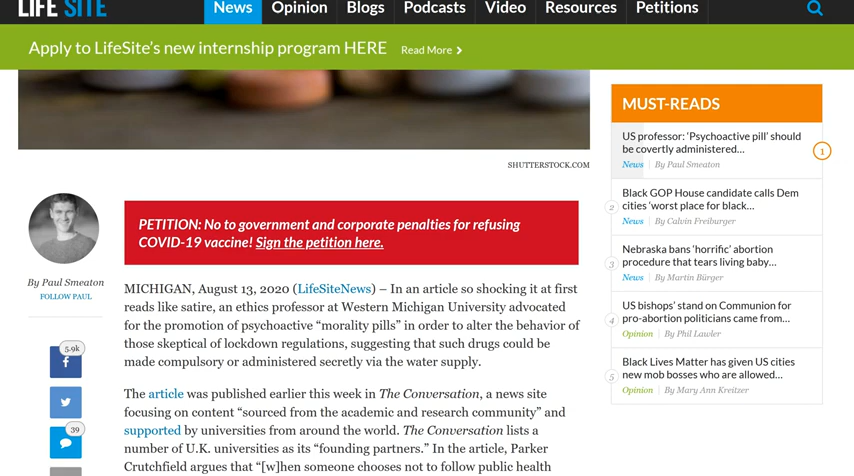 LIFE SITE
News Opinion Blogs Podcasts Video Resources Petitions
Apply to LifeSite's new internship program HERE Read More
SHUTTERSTOCK.COM
PETITION: No to government and corporate penalties for refusing
COVID-19 vaccine! Sign the petition here.
By Paul Smeaton
FOLLOW PAUL
5.9k
39
MICHIGAN, August 13, 2020 (LifeSiteNews) – In an article so shocking it at first
reads like satire, an ethics professor at Western Michigan University advocated
for the promotion of psychoactive “morality pills” in order to alter the behavior of
those skeptical of lockdown regulations, suggesting that such drugs could be
made compulsory or administered secretly via the water supply.
The article was published earlier this week in The Conversation, a news site
focusing on content “sourced from the academic and research community” and
supported by universities from around the world. The Conversation lists a
number of U.K. universities as its “founding partners.” In the article, Parker
Crutchfield argues that “[w]hen someone chooses not to follow public health
MUST-READS
US professor: ‘Psychoactive pill’ should
be covertly administered...
News By Paul Smeaton
1
Black GOP House candidate calls Dem
cities ‘worst place for black...
News By Calvin Freiburger
2
Nebraska bans ‘horrific’ abortion
procedure that tears living baby...
News By Martin Bürger
3
US bishops’ stand on Communion for
pro-abortion politicians came from...
Opinion By Phil Lawler
4
Black Lives Matter has given US cities
new mob bosses who are allowed...
Opinion By Mary Ann Kreitzer
5